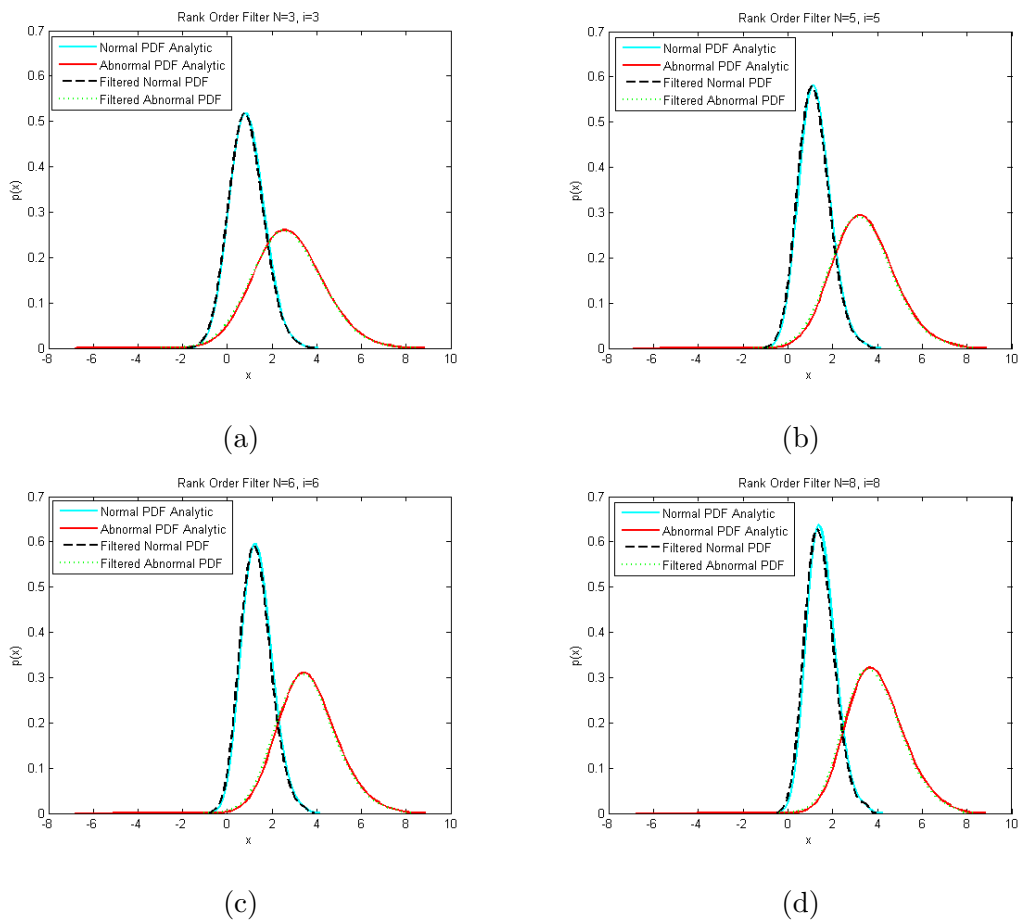 Rank Order Filter N=3, i=3
Normal PDF Analytic
Abnormal PDF Analytic
Filtered Normal PDF
Filtered Abnormal PDF
0.7
0.6
0.5
0.4
0.3
0.2
0.1
0
p(x)
-8 -6 -4 -2 0 2 4 6 8 10
x
(a)
Rank Order Filter N=5, i=5
Normal PDF Analytic
Abnormal PDF Analytic
Filtered Normal PDF
Filtered Abnormal PDF
0.7
0.6
0.5
0.4
0.3
0.2
0.1
0
p(x)
-8 -6 -4 -2 0 2 4 6 8 10
x
(b)
Rank Order Filter N=6, i=6
Normal PDF Analytic
Abnormal PDF Analytic
Filtered Normal PDF
Filtered Abnormal PDF
0.7
0.6
0.5
0.4
0.3
0.2
0.1
0
p(x)
-8 -6 -4 -2 0 2 4 6 8 10
x
(c)
Rank Order Filter N=8, i=8
Normal PDF Analytic
Abnormal PDF Analytic
Filtered Normal PDF
Filtered Abnormal PDF
0.7
0.6
0.5
0.4
0.3
0.2
0.1
0
p(x)
-8 -6 -4 -2 0 2 4 6 8 10
x
(d)